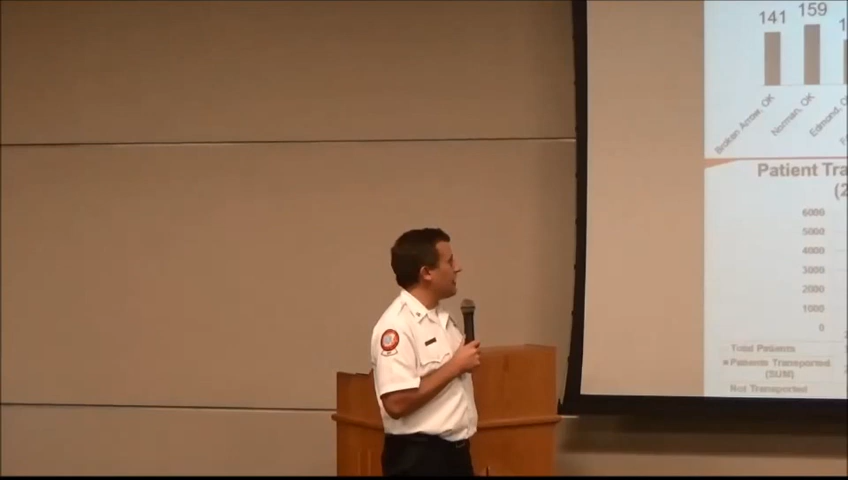 141
159
Broken Arrow, OK
Norman, OK
Edmond,
Patient Tra
(2
6000
5000
4000
3000
2000
1000
0
Total Patients
Patients Transported
(SUM)
Not Transported